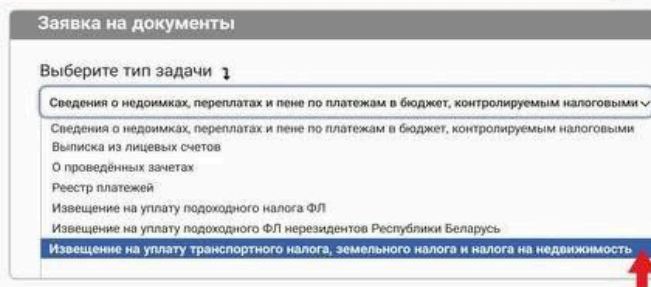 Заявка на документы
Выберите тип задачи
Сведения о недоимках, переплатах и пене по платежам в бюджет, контролируемым налоговыми
Сведения о недоимках, переплатах и пене по платежам в бюджет, контролируемым налоговыми
Выписка из лицевых счетов
О проведённых зачетах
Реестр платежей
Извещение на уплату подоходного налога ФЛ
Извещение на уплату подоходного ФЛ нерезидентов Республики Беларусь
Извещение на уплату транспортного налога, земельного налога и налога на недвижимость